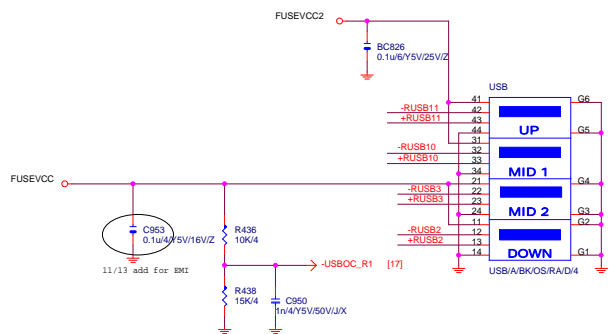 FUSEVCC2
BC826
0.1u/6/Y5V/25V/Z
USB
41 G6
-RUSB11 42
+RUSB11 43
44 G5
UP
31
-RUSB10 32
+RUSB10 33
34
MID 1
FUSEVCC
21 G4
-RUSB3 22
+RUSB3 23
24 G3
MID 2
11 G2
-RUSB2 12
+RUSB2 13
14 G1
DOWN
USB/A/BK/OS/RA/D/4
C953
0.1u/4/Y5V/16V/Z
11/13 add for EMI
R436
10K/4
-USBOC_R1 [17]
R438
15K/4
C950
1n/4/Y5V/50V/J/X